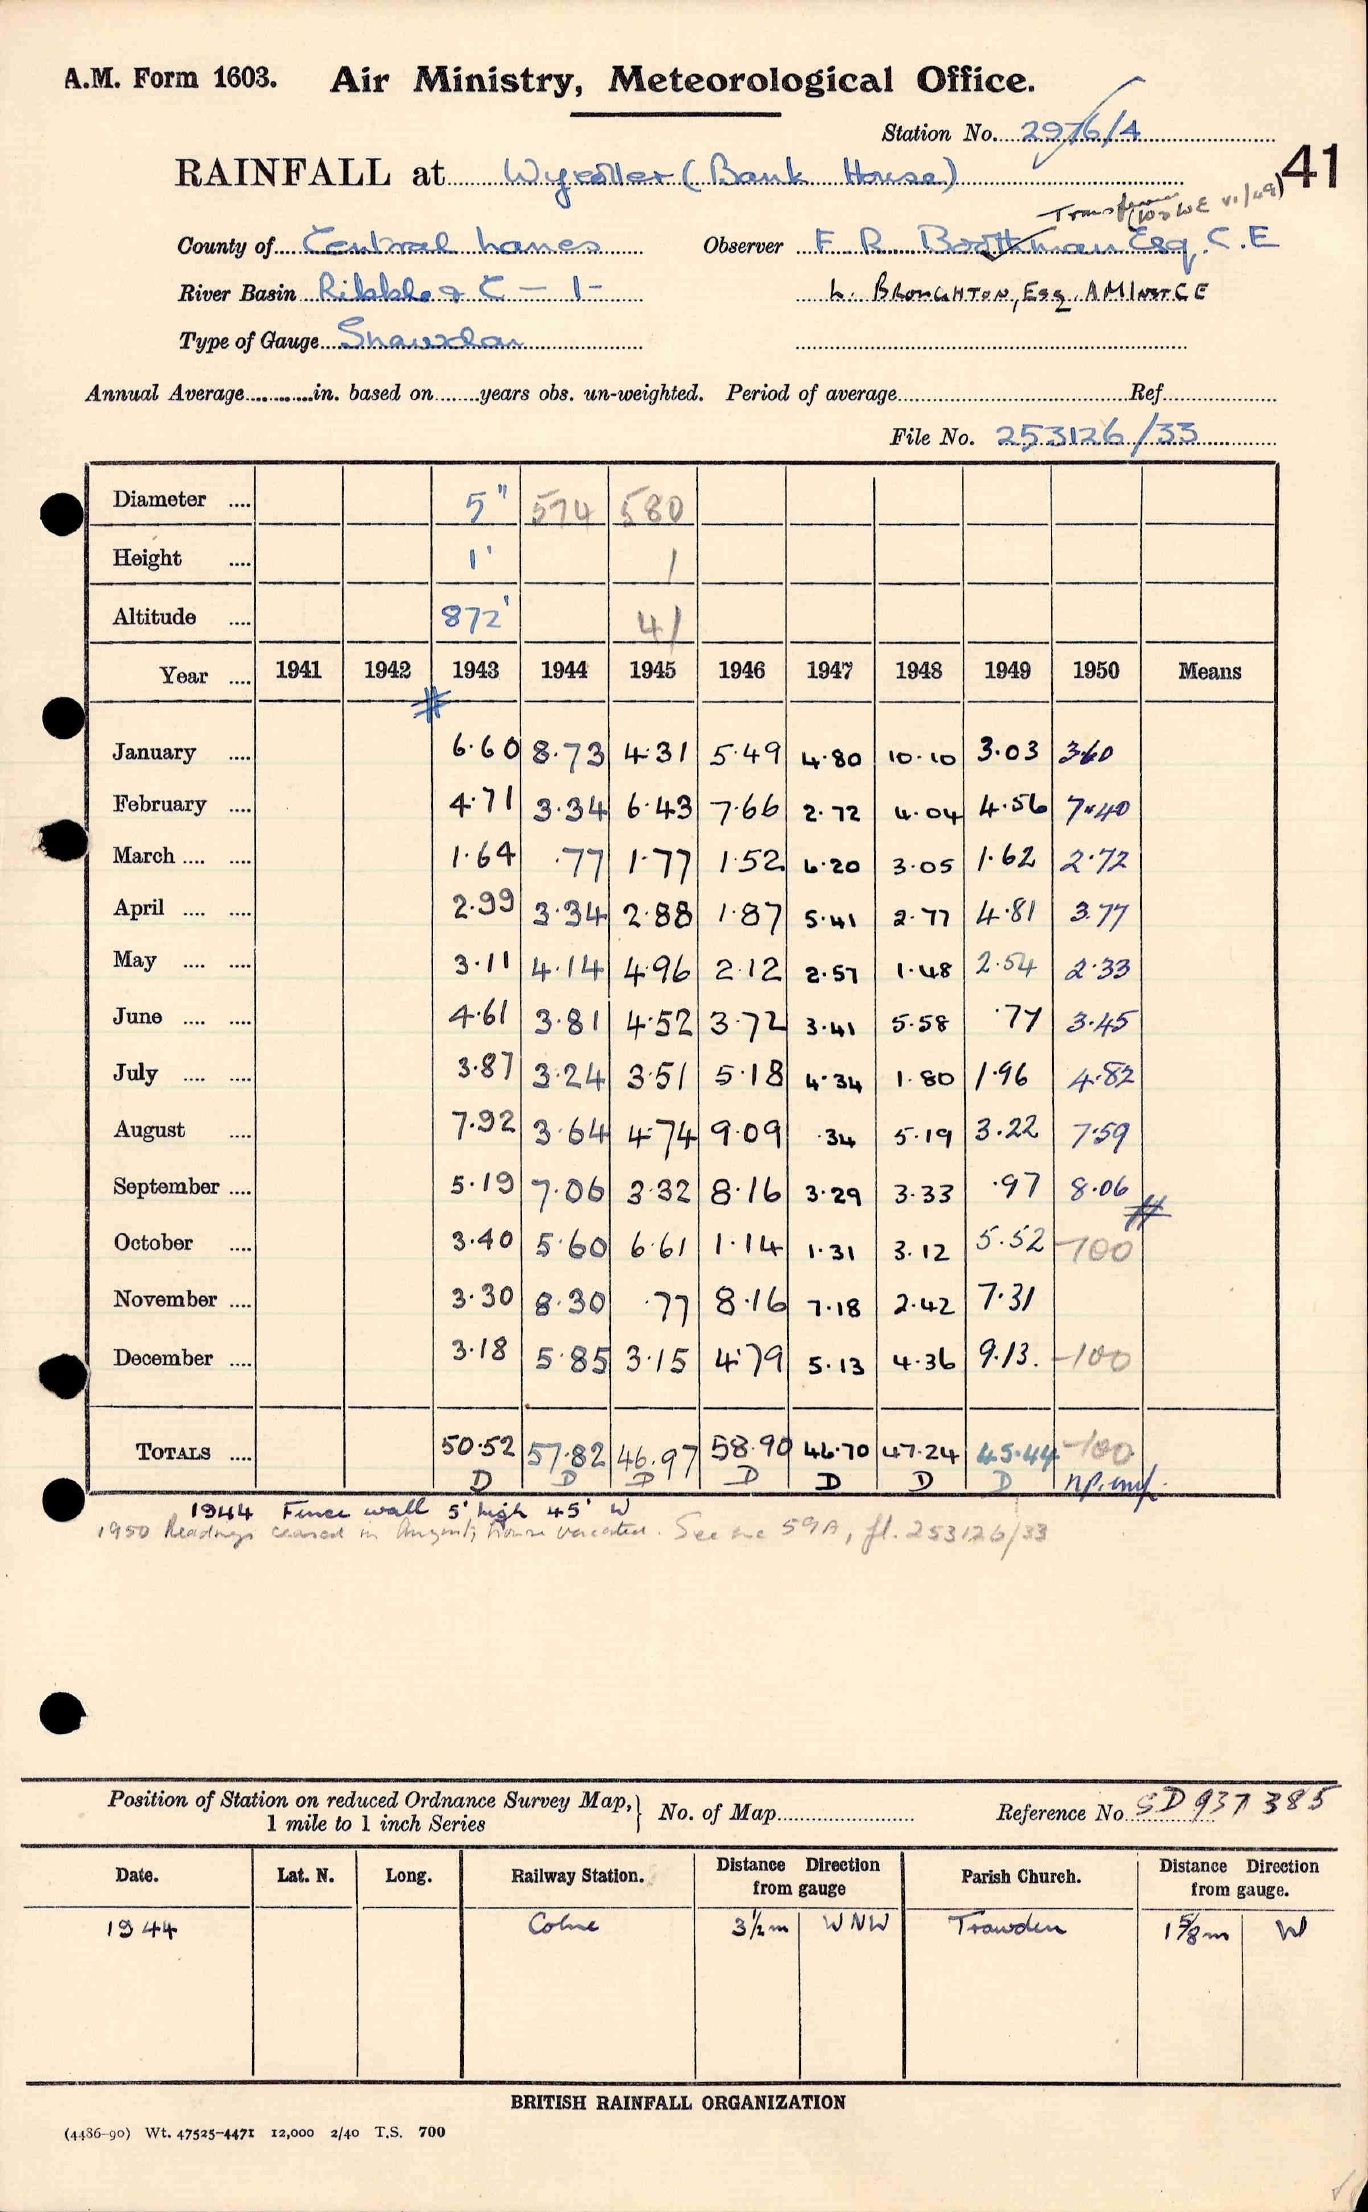 A.M. Form 1603. Air Ministry, Meteorological Office.
Station No. 2976/4
41
RAINFALL at Wycoller (Bank House)
County of Central Lancs Observer F R Boothman Esq. C.E
River Basin Ribble & C — 1 — L. BROUGHTON, Esq. A M INST C E
Type of Gauge Snowdon
Annual Average in. based on years obs. un-weighted. Period of average Ref.
File No. 253126/33
Diameter .... 5" 574 580
Height .... 1' 1
Altitude .... 872' 41
Year .... 1941 1942 1943 1944 1945 1946 1947 1948 1949 1950 Means
January .... 6.60 8.73 4.31 5.49 4.80 10.10 3.03 3.60
February .... 4.71 3.34 6.43 7.66 2.72 4.04 4.56 7.40
March .... .... 1.64 .77 1.77 1.52 6.20 3.05 1.62 2.72
April .... .... 2.99 3.34 2.88 1.87 5.41 2.77 4.81 3.77
May .... .... 3.11 4.14 4.96 2.12 2.57 1.48 2.54 2.33
June .... .... 4.61 3.81 4.52 3.72 3.41 5.58 .77 3.45
July .... .... 3.87 3.24 3.51 5.18 4.34 1.80 1.96 4.82
August .... 7.92 3.64 4.74 9.09 .34 5.19 3.22 7.59
September .... 5.19 7.06 3.32 8.16 3.29 3.33 .97 8.06
October .... 3.40 5.60 6.61 1.14 1.31 3.12 5.52 -100
November .... 3.30 8.30 .77 8.16 7.18 2.42 7.31
December .... 3.18 5.85 3.15 4.79 5.13 4.36 9.13. -100
TOTALS .... 50.52 57.82 46.97 58.90 46.70 47.24 45.44 -100
D D D D D D D
1944 Fence wall 5' high 45' W
1950 Readings ceased in August; house vacated. See 59A, fl. 253126/33
Position of Station on reduced Ordnance Survey Map, } No. of Map Reference No. SD 937 385
1 mile to 1 inch Series
Date. Lat. N. Long. Railway Station. Distance Direction from gauge Parish Church. Distance Direction from gauge.
1944 Colne 3½m WNW Trawden 1⅝m W
BRITISH RAINFALL ORGANIZATION
(4486-90) Wt. 47525-4471 12,000 2/40 T.S. 700